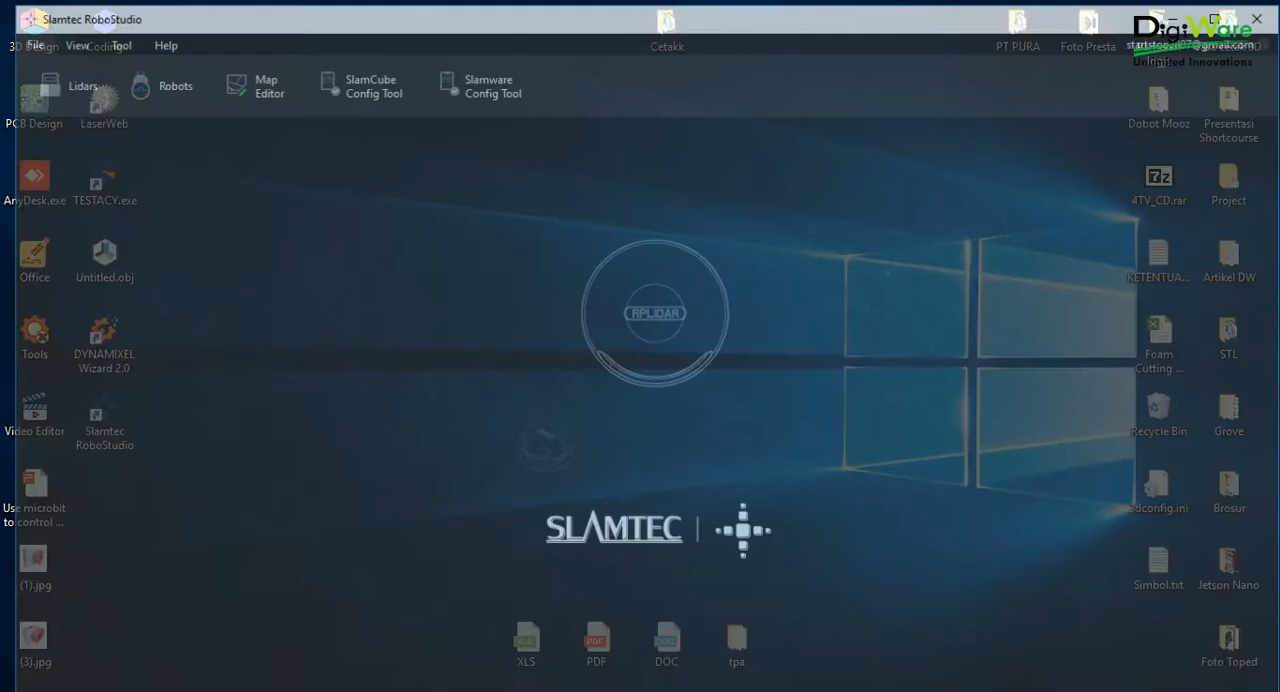 Slamtec RoboStudio
File View Tool Help
Lidars
Robots
Map
Editor
SlamCube
Config Tool
Slamware
Config Tool
DigiWare
Unlimited Innovations
3D Design
Coding
Cetakk
PT PURA
Foto Presta
PCB Design
LaserWeb
Dobot Mooz
Presentasi
Shortcourse
AnyDesk.exe
TESTACY.exe
4TV_CD.rar
Project
Office
Untitled.obj
KETENTUA...
Artikel DW
RPLIDAR
Tools
DYNAMIXEL
Wizard 2.0
Foam
Cutting ...
STL
Video Editor
Slamtec
RoboStudio
Recycle Bin
Grove
Use microbit
to control ...
3dconfig.ini
Brosur
SLAMTEC
(1).jpg
Simbol.txt
Jetson Nano
(3).jpg
XLS
PDF
DOC
tpa
Foto Toped